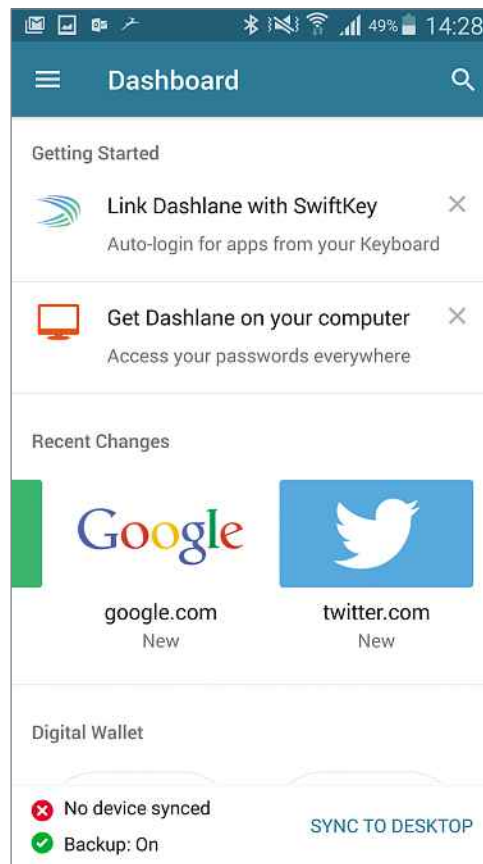 49% 14:28
Dashboard
Getting Started
Link Dashlane with SwiftKey
Auto-login for apps from your Keyboard
Get Dashlane on your computer
Access your passwords everywhere
Recent Changes
Google
google.com
New
twitter.com
New
Digital Wallet
No device synced
Backup: On
SYNC TO DESKTOP